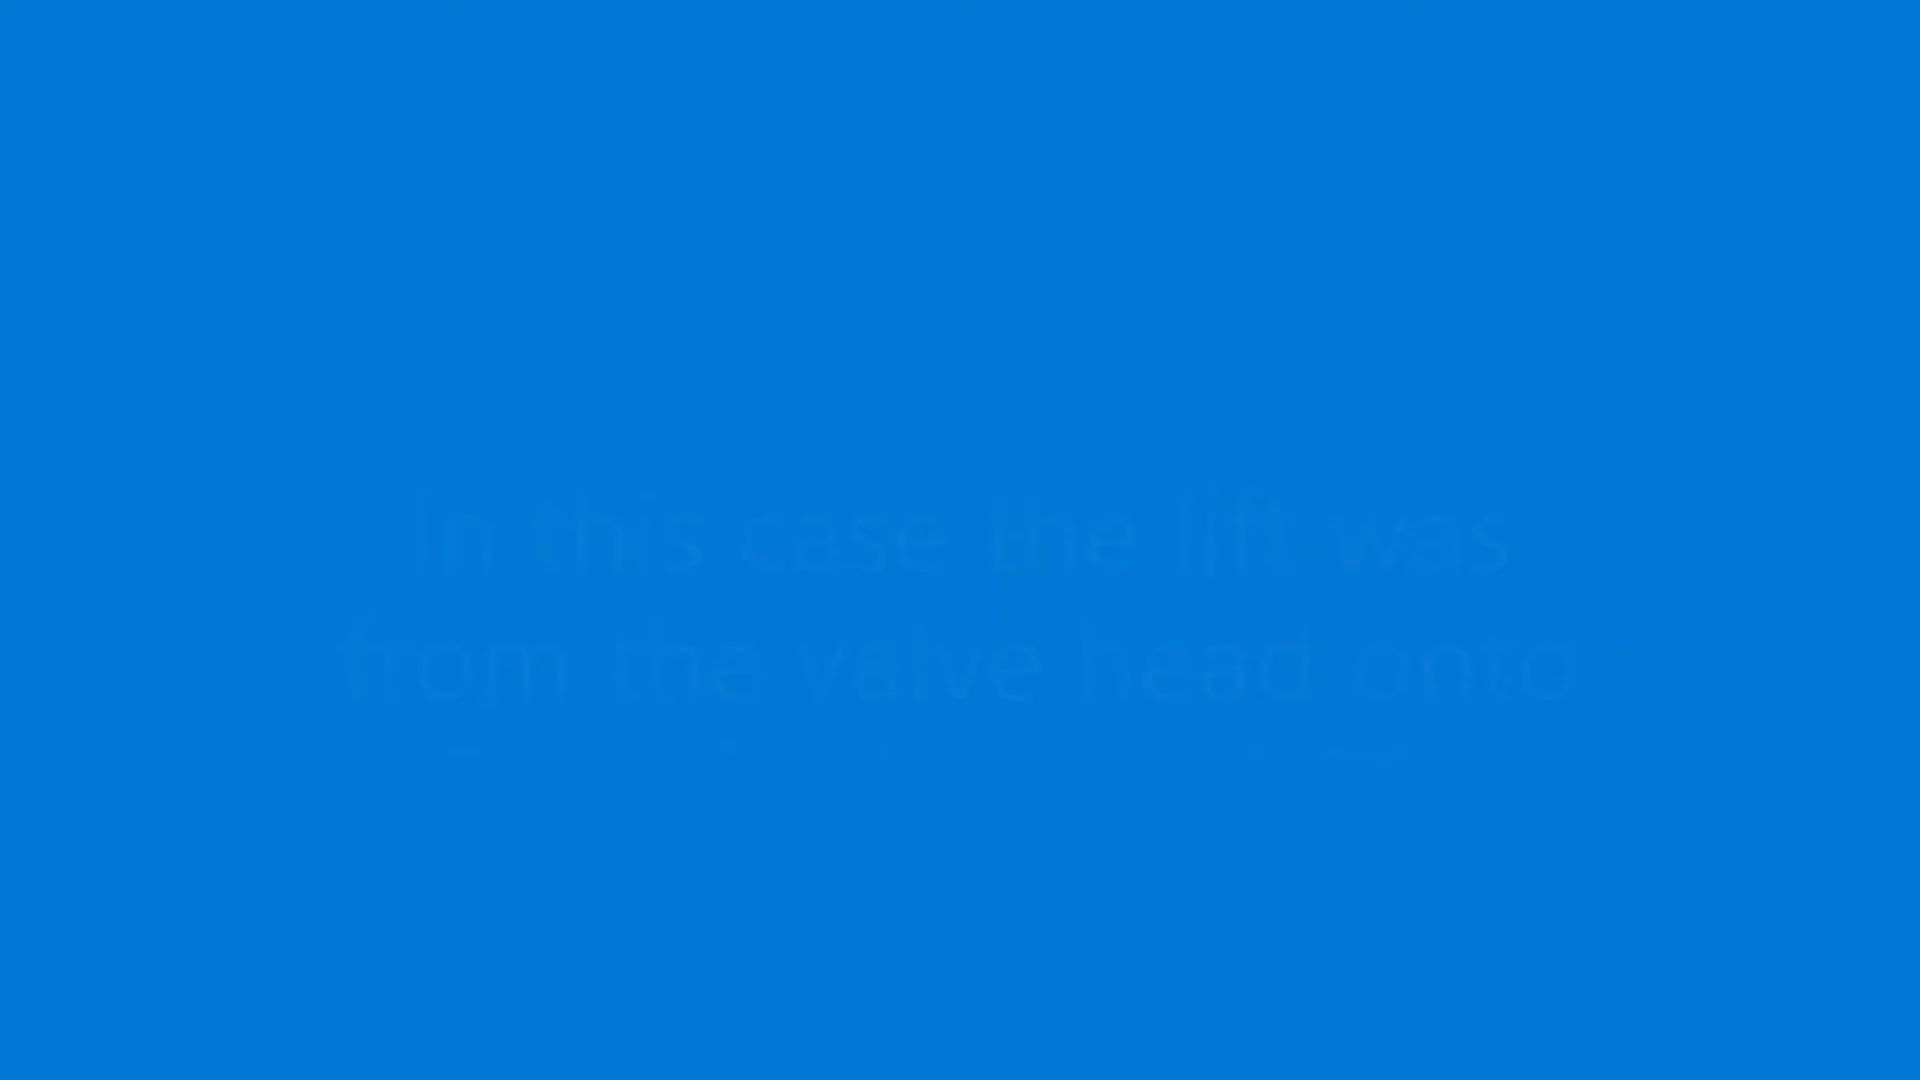 In this case the lift was
from the valve head onto